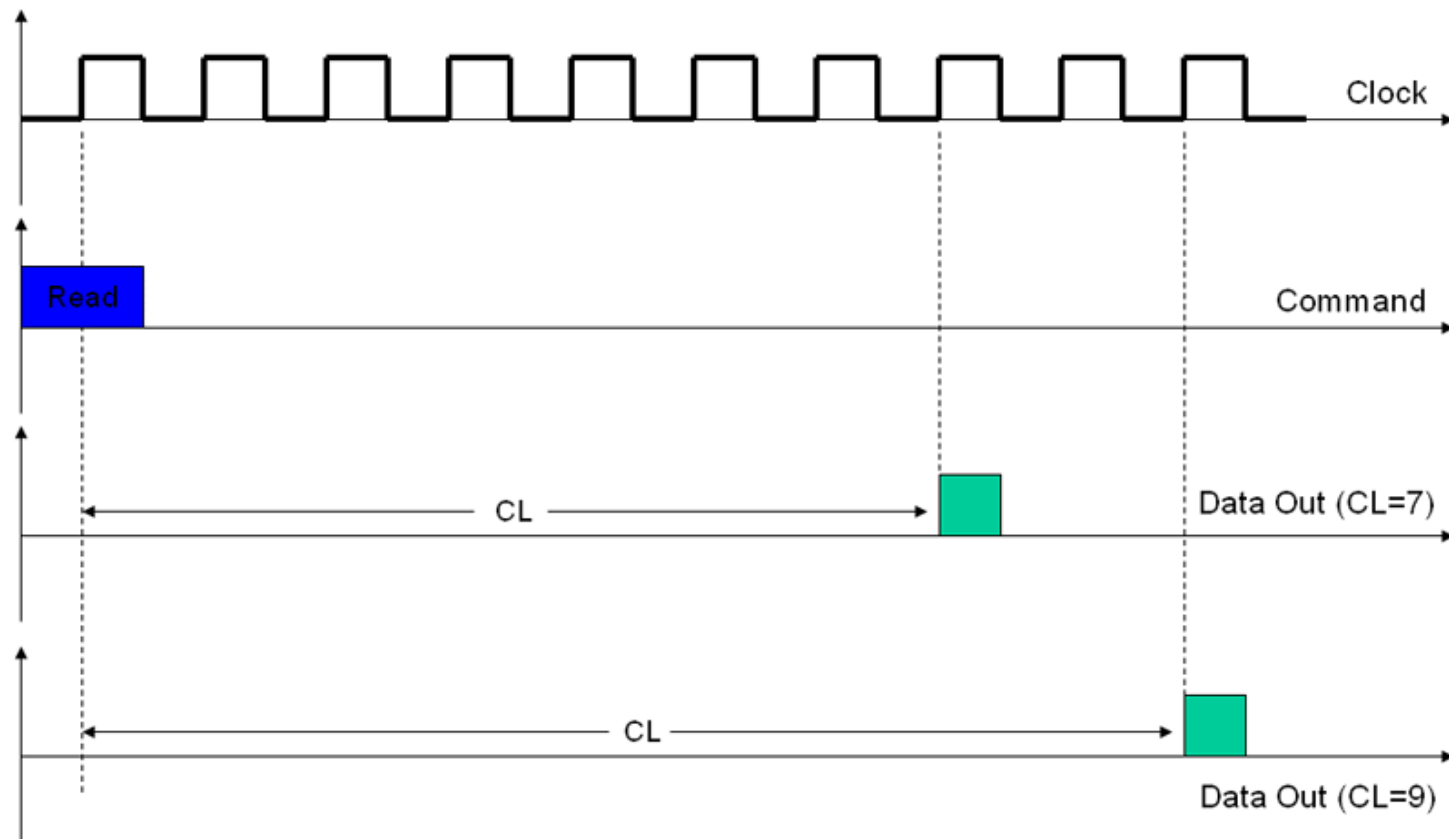 Clock
Read
Command
CL
Data Out (CL=7)
CL
Data Out (CL=9)